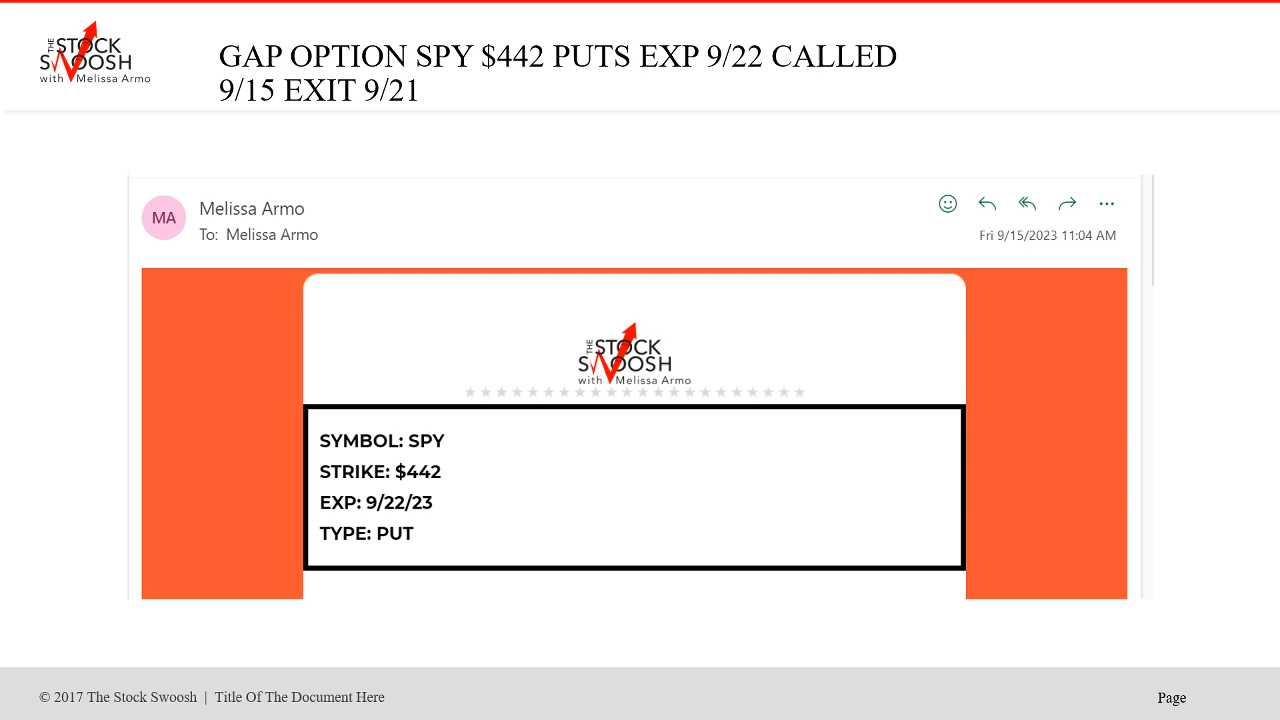 THE
STOCK
SWOOSH
with Melissa Armo
GAP OPTION SPY $442 PUTS EXP 9/22 CALLED
9/15 EXIT 9/21
MA
Melissa Armo
To: Melissa Armo
Fri 9/15/2023 11:04 AM
THE
STOCK
SWOOSH
with Melissa Armo
SYMBOL: SPY
STRIKE: $442
EXP: 9/22/23
TYPE: PUT
© 2017 The Stock Swoosh | Title Of The Document Here
Page